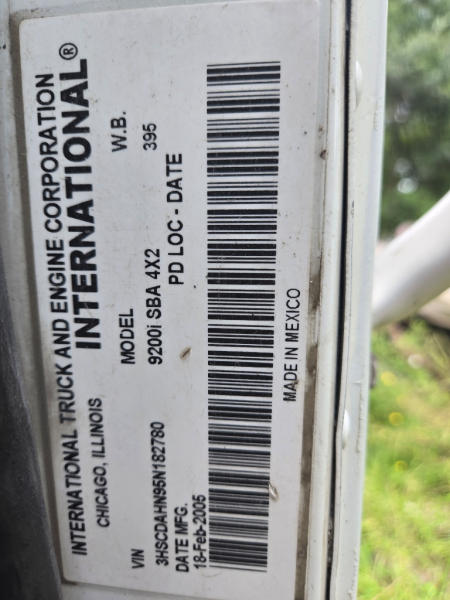 INTERNATIONAL TRUCK AND ENGINE CORPORATION
CHICAGO, ILLINOIS INTERNATIONAL®
MODEL W.B.
VIN 9200i SBA 4X2 395
3HSCDAHN95N182780
DATE MFG. PD LOC - DATE
18-Feb-2005
MADE IN MEXICO